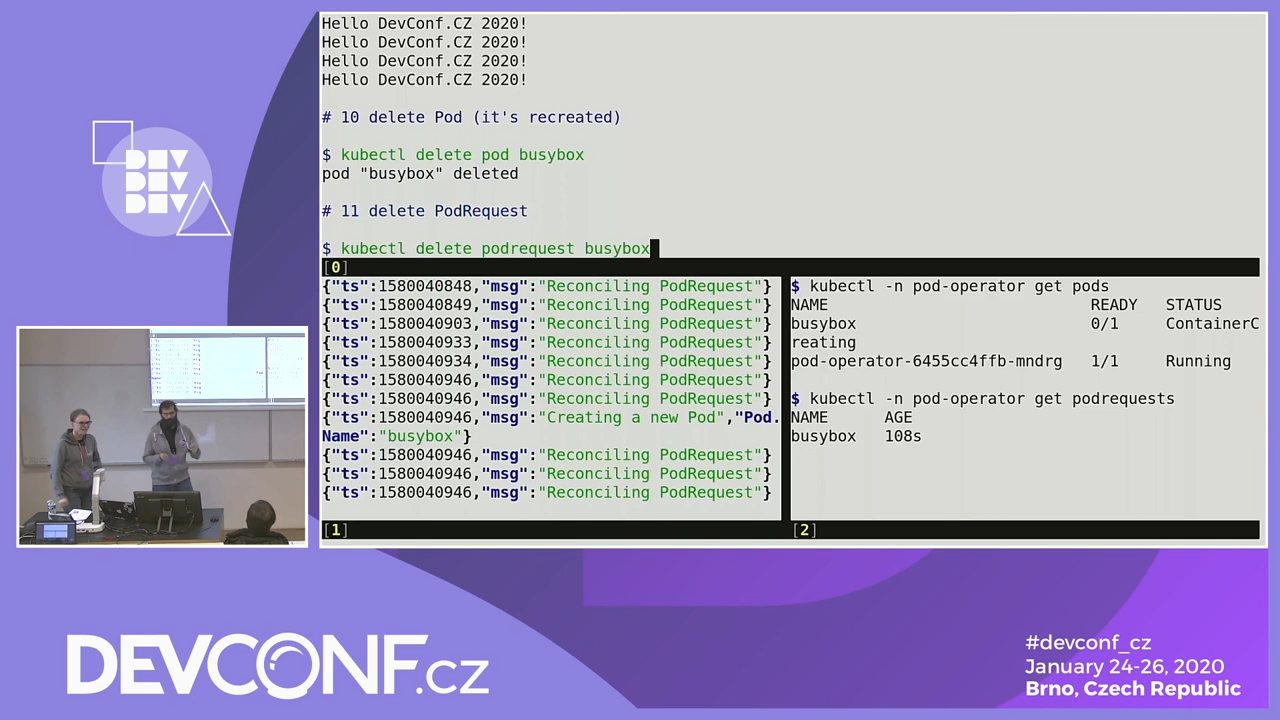 DEV
DEV
DEV
Hello DevConf.CZ 2020!
Hello DevConf.CZ 2020!
Hello DevConf.CZ 2020!
Hello DevConf.CZ 2020!
# 10 delete Pod (it's recreated)
$ kubectl delete pod busybox
pod "busybox" deleted
# 11 delete PodRequest
$ kubectl delete podrequest busybox
[0]
{"ts":1580040848,"msg":"Reconciling PodRequest"}
{"ts":1580040849,"msg":"Reconciling PodRequest"}
{"ts":1580040903,"msg":"Reconciling PodRequest"}
{"ts":1580040933,"msg":"Reconciling PodRequest"}
{"ts":1580040934,"msg":"Reconciling PodRequest"}
{"ts":1580040946,"msg":"Reconciling PodRequest"}
{"ts":1580040946,"msg":"Reconciling PodRequest"}
{"ts":1580040946,"msg":"Creating a new Pod","Pod.
Name":"busybox"}
{"ts":1580040946,"msg":"Reconciling PodRequest"}
{"ts":1580040946,"msg":"Reconciling PodRequest"}
{"ts":1580040946,"msg":"Reconciling PodRequest"}
[1]
$ kubectl -n pod-operator get pods
NAME READY STATUS
busybox 0/1 ContainerC
reating
pod-operator-6455cc4ffb-mndrg 1/1 Running
$ kubectl -n pod-operator get podrequests
NAME AGE
busybox 108s
[2]
DEVCONF.cz
#devconf_cz
January 24-26, 2020
Brno, Czech Republic